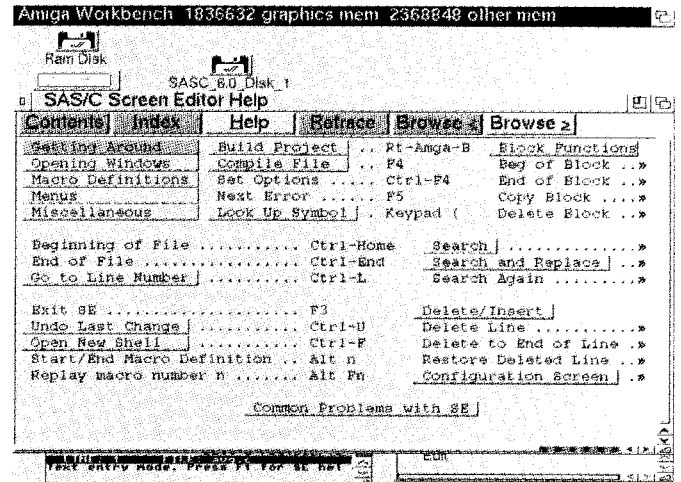 Amiga Workbench 1836632 graphics mem 2368848 other mem
Ram Disk
SASC_6.0_Disk_1
SAS/C Screen Editor Help
Contents Index Help Retrace Browse < Browse >
Getting Around Build Project .. Rt-Amga-B Block Functions
Opening Windows Compile File .. F4 Beg of Block ..»
Macro Definitions Set Options ..... Ctrl-F4 End of Block ..»
Menus Next Error ...... F5 Copy Block ....»
Miscellaneous Look Up Symbol . Keypad ( Delete Block ..»
Beginning of File ........... Ctrl-Home Search ..............»
End of File ................. Ctrl-End Search and Replace ..»
Go to Line Number ........... Ctrl-L Search Again ........»
Exit SE ..................... F3 Delete/Insert
Undo Last Change ............ Ctrl-U Delete Line ..........»
Open New Shell .............. Ctrl-F Delete to End of Line .»
Start/End Macro Definition .. Alt n Restore Deleted Line ..»
Replay macro number n ....... Alt Fn Configuration Screen .»
Common Problems with SE
Text entry mode. Press F1 for SE hel
Edit